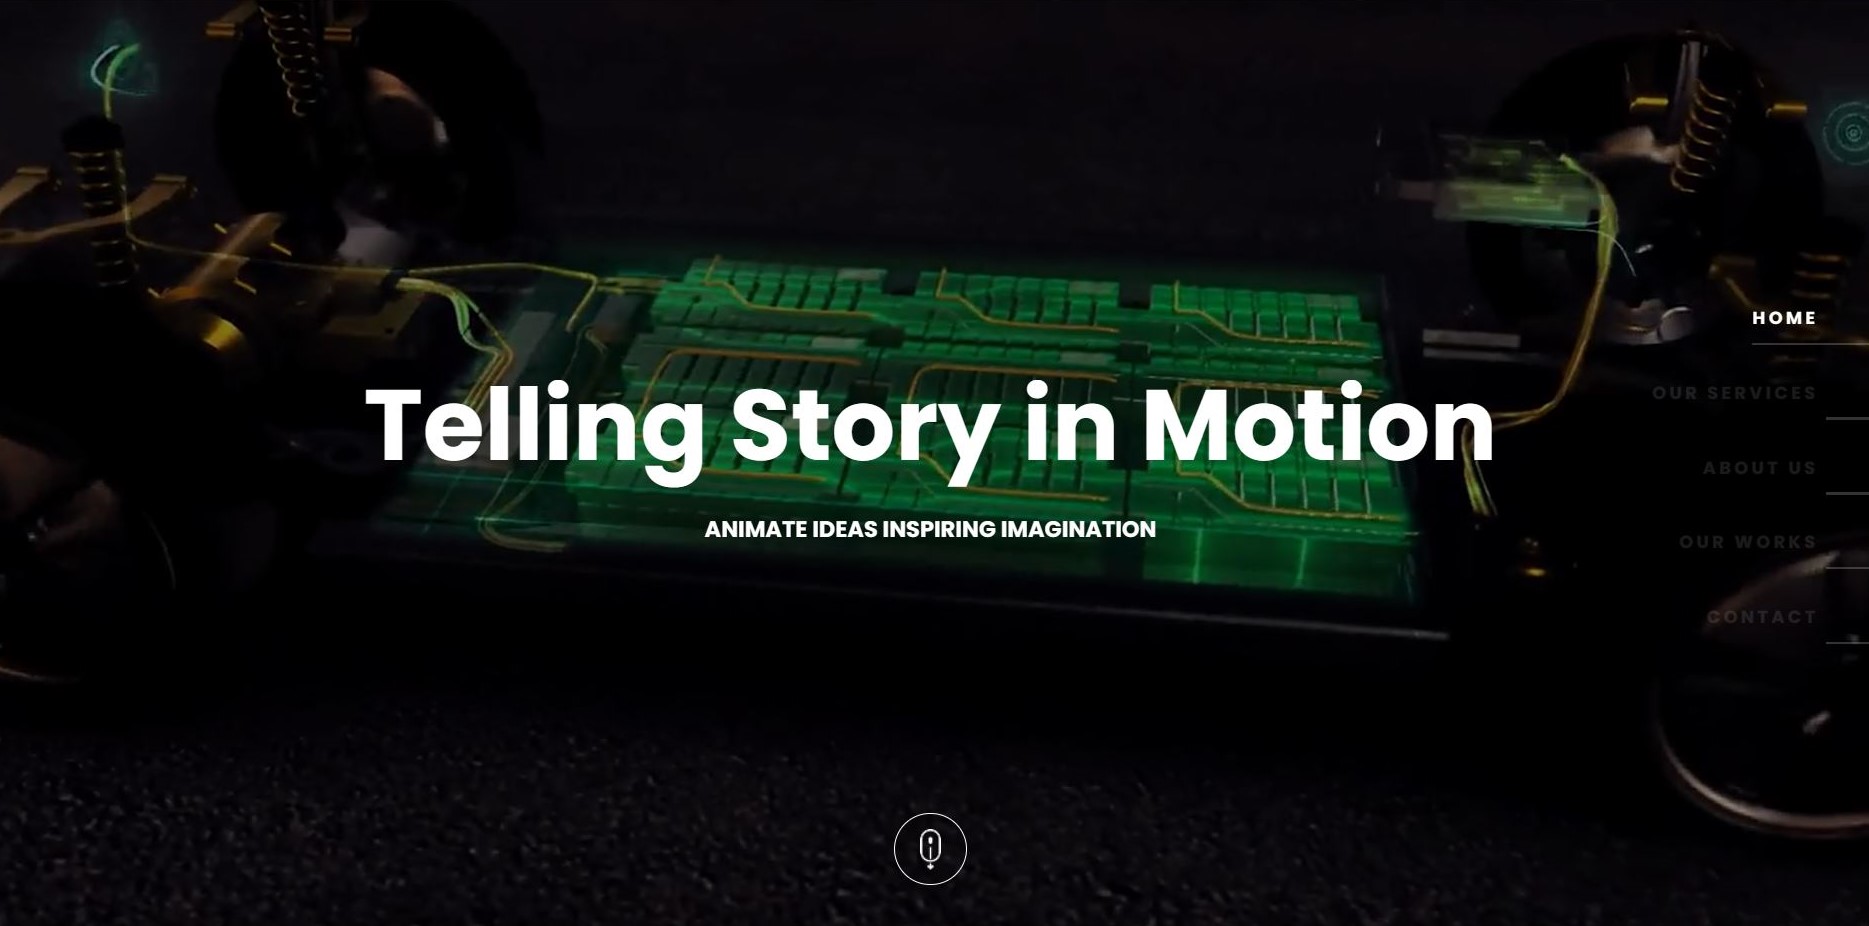 HOME
OUR SERVICES
Telling Story in Motion
ABOUT US
ANIMATE IDEAS INSPIRING IMAGINATION
OUR WORKS
CONTACT